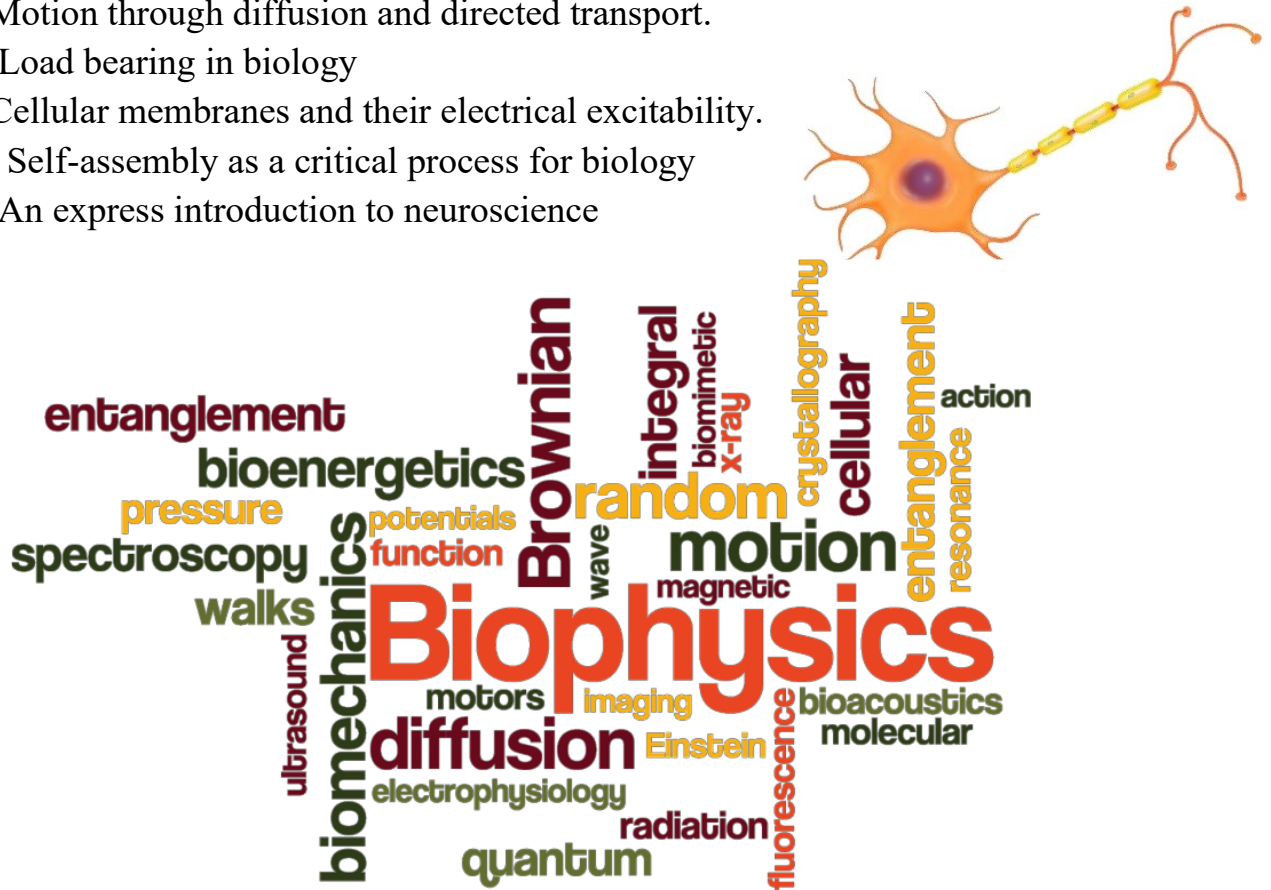 Motion through diffusion and directed transport.
Load bearing in biology
Cellular membranes and their electrical excitability.
Self-assembly as a critical process for biology
An express introduction to neuroscience
crystallography
Brownian
integral
entanglement
biomimetic
cellular
action
x-ray
entanglement
resonance
bioenergetics
random
pressure
potentials
spectroscopy
function
wave
motion
biomechanics
magnetic
walks
Biophysics
ultrasound
motors
imaging
bioacoustics
fluorescence
molecular
diffusion
Einstein
electrophysiology
radiation
quantum